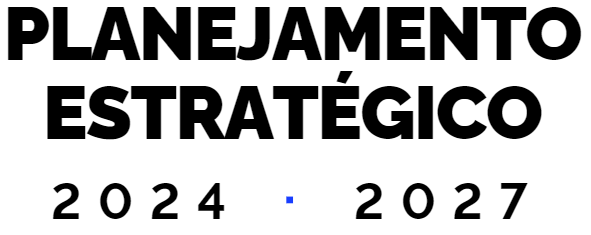 PLANEJAMENTO
ESTRATÉGICO
2024 · 2027